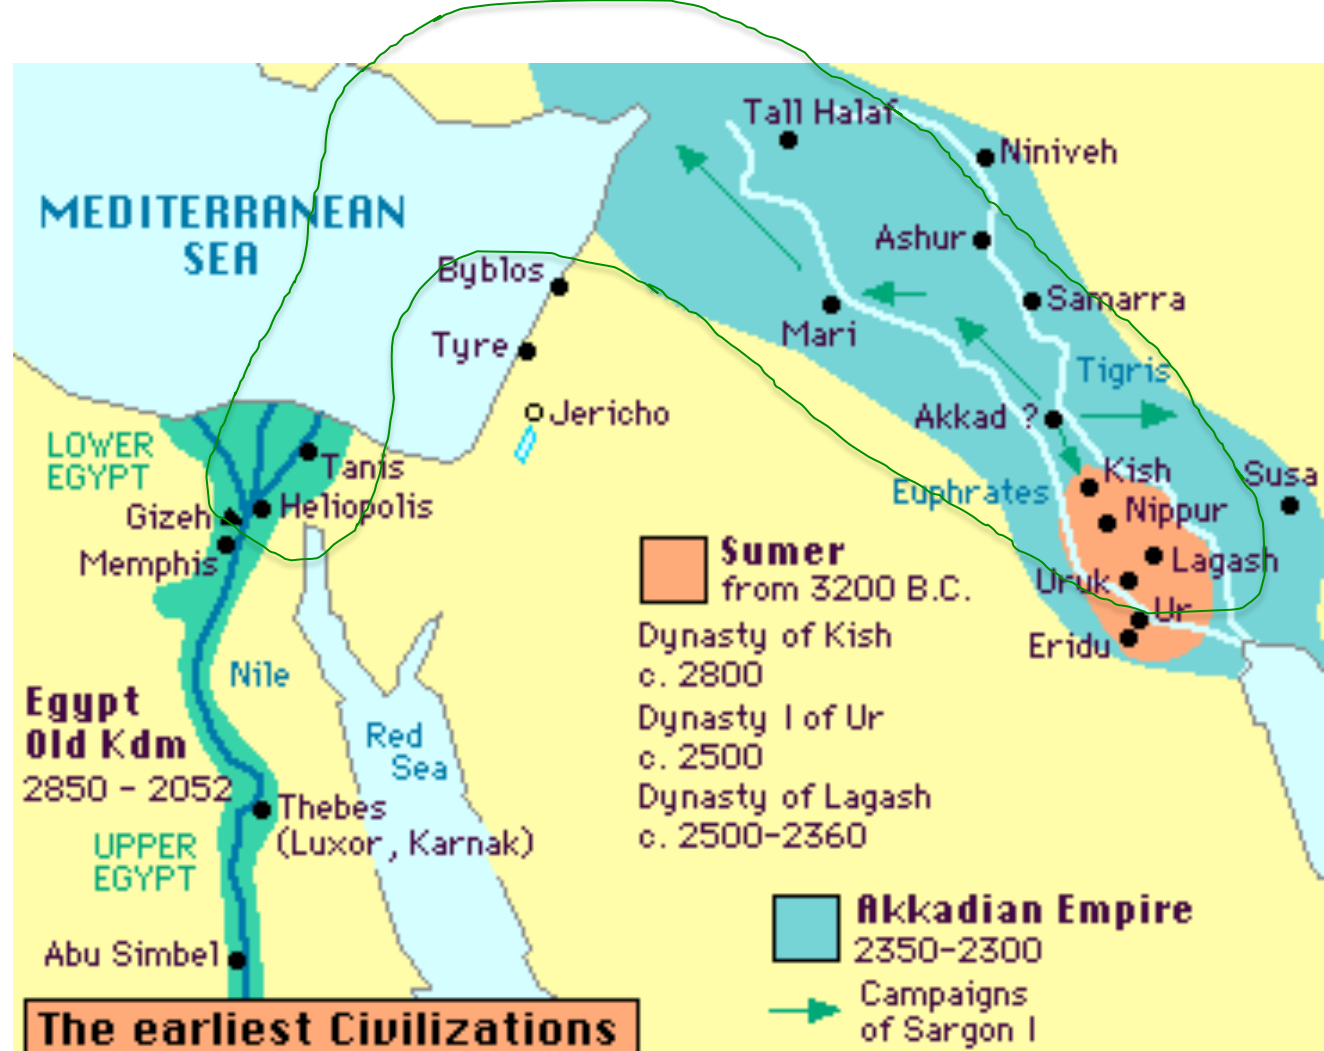 Tall Halaf
Niniveh
MEDITERRANEAN
SEA
Ashur
Byblos
Samarra
Mari
Tyre
Tigris
Jericho
Akkad ?
LOWER
EGYPT
Tanis
Kish
Susa
Euphrates
Heliopolis
Gizeh
Nippur
Memphis
Lagash
Uruk
Ur
Eridu
Sumer
from 3200 B.C.
Dynasty of Kish
c. 2800
Dynasty I of Ur
c. 2500
Dynasty of Lagash
c. 2500-2360
Nile
Egypt
Old Kdm
2850 - 2052
Red
Sea
Thebes
(Luxor, Karnak)
UPPER
EGYPT
Abu Simbel
Akkadian Empire
2350-2300
Campaigns
of Sargon I
The earliest Civilizations